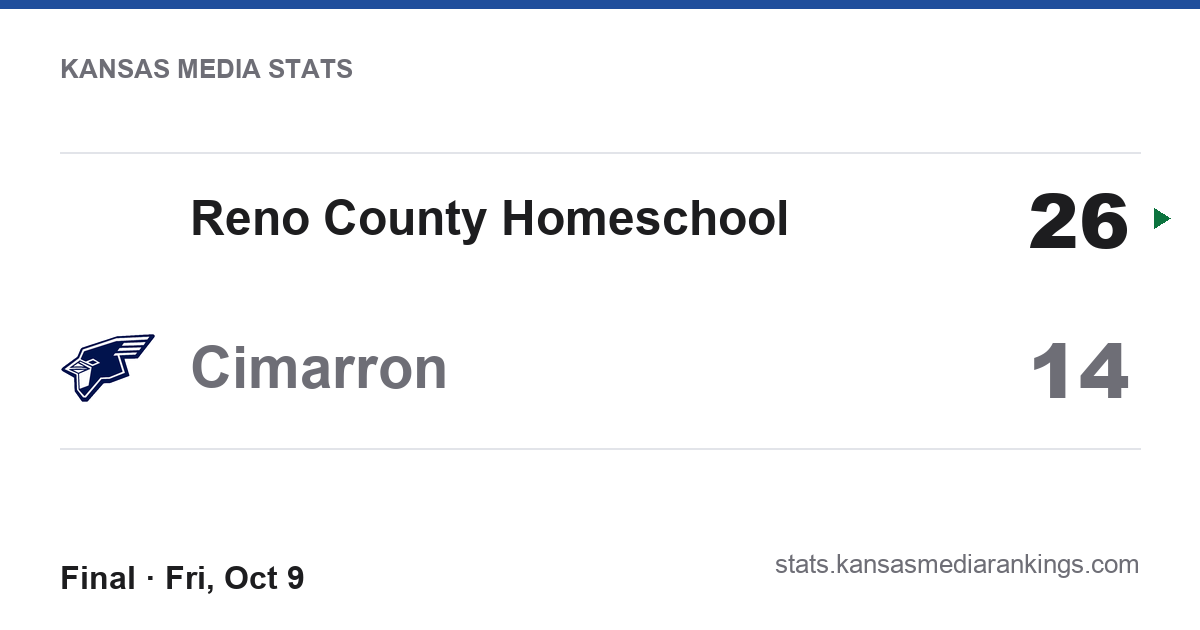 KANSAS MEDIA STATS
Reno County Homeschool 26
Cimarron 14
Final · Fri, Oct 9
stats.kansasmediarankings.com